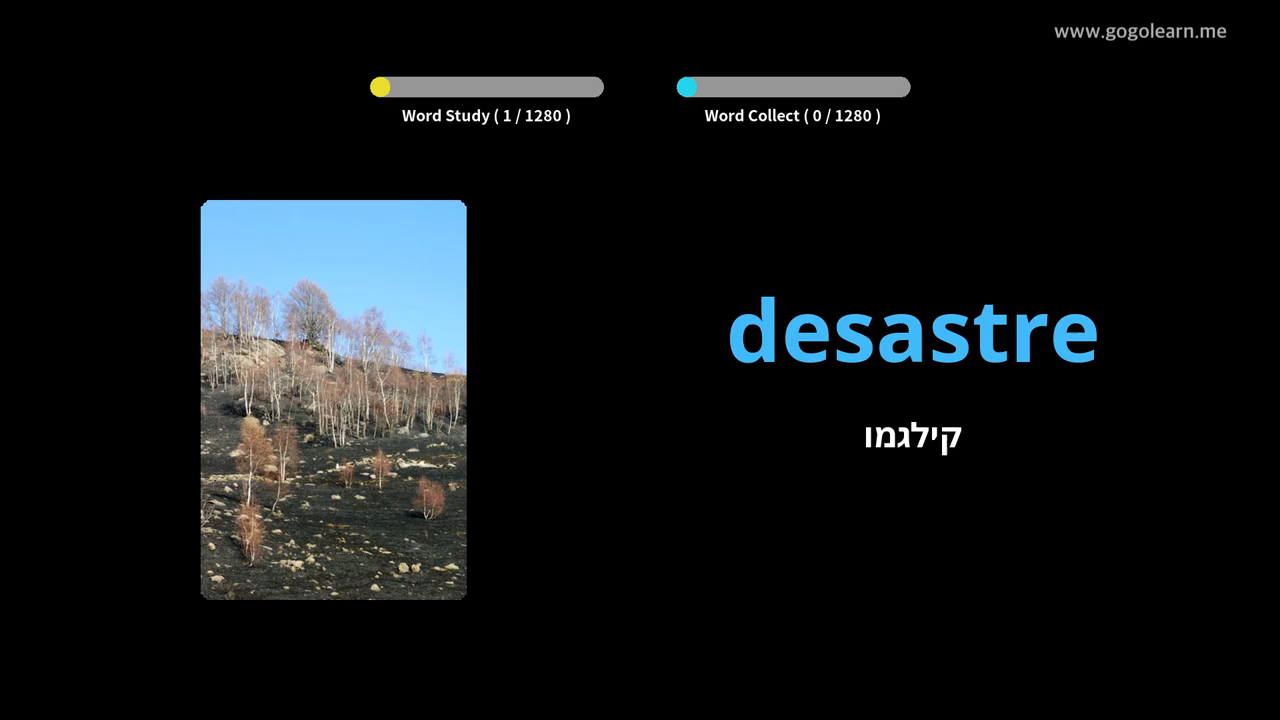 www.gogolearn.me
Word Study ( 1 / 1280 )
Word Collect ( 0 / 1280 )
desastre
קילגמו